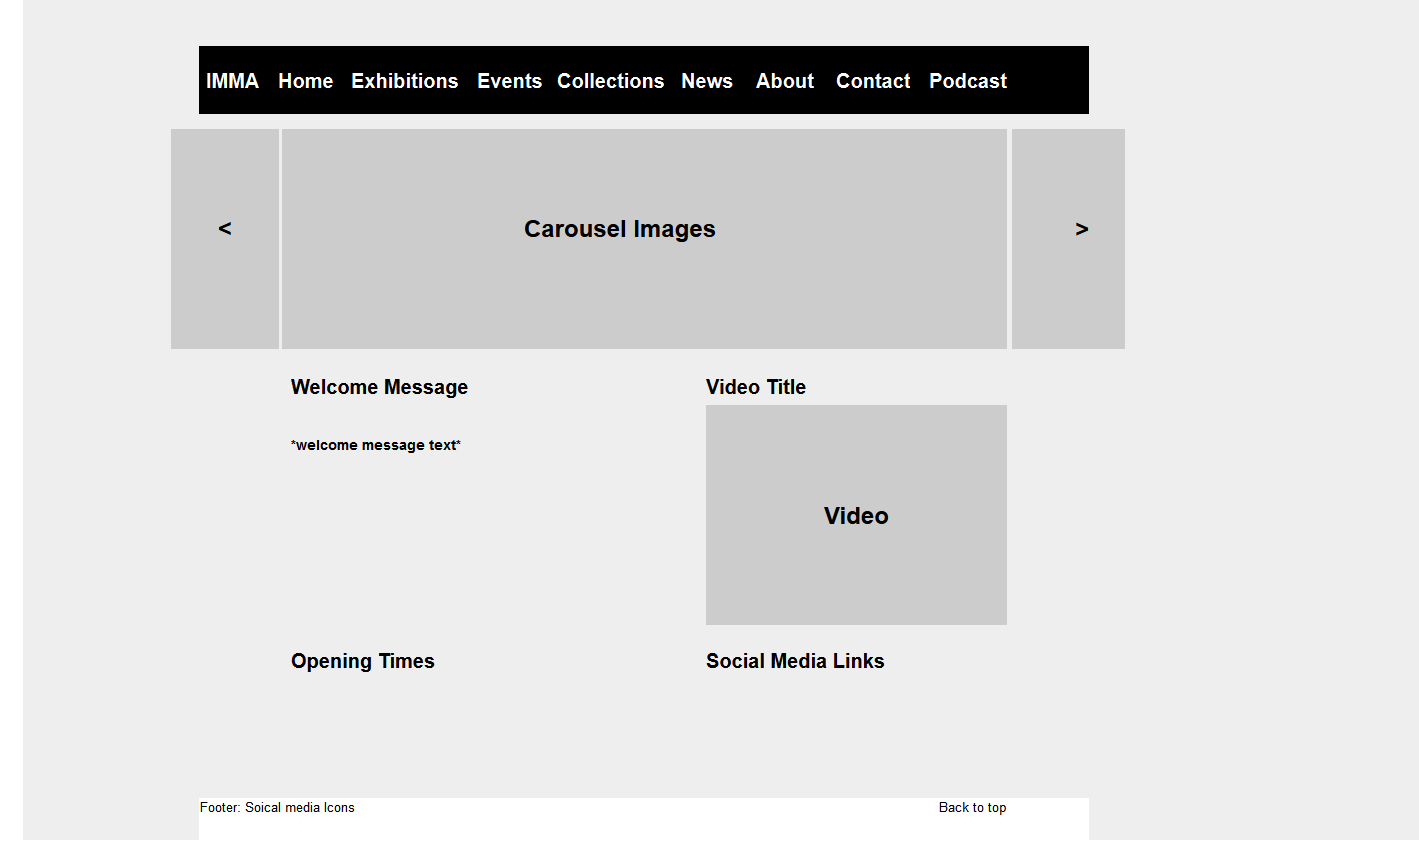 IMMA Home Exhibitions Events Collections News About Contact Podcast
< Carousel Images >
Welcome Message
*welcome message text*
Video Title
Video
Opening Times
Social Media Links
Footer: Soical media Icons
Back to top